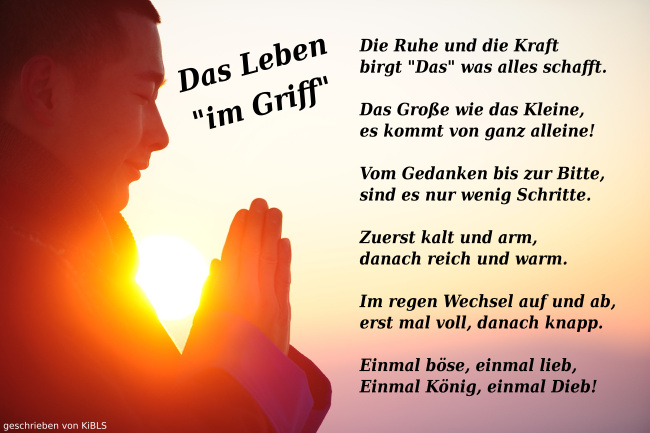 Das Leben
"im Griff"
Die Ruhe und die Kraft
birgt "Das" was alles schafft.
Das Große wie das Kleine,
es kommt von ganz alleine!
Vom Gedanken bis zur Bitte,
sind es nur wenig Schritte.
Zuerst kalt und arm,
danach reich und warm.
Im regen Wechsel auf und ab,
erst mal voll, danach knapp.
Einmal böse, einmal lieb,
Einmal König, einmal Dieb!
geschrieben von KiBLS